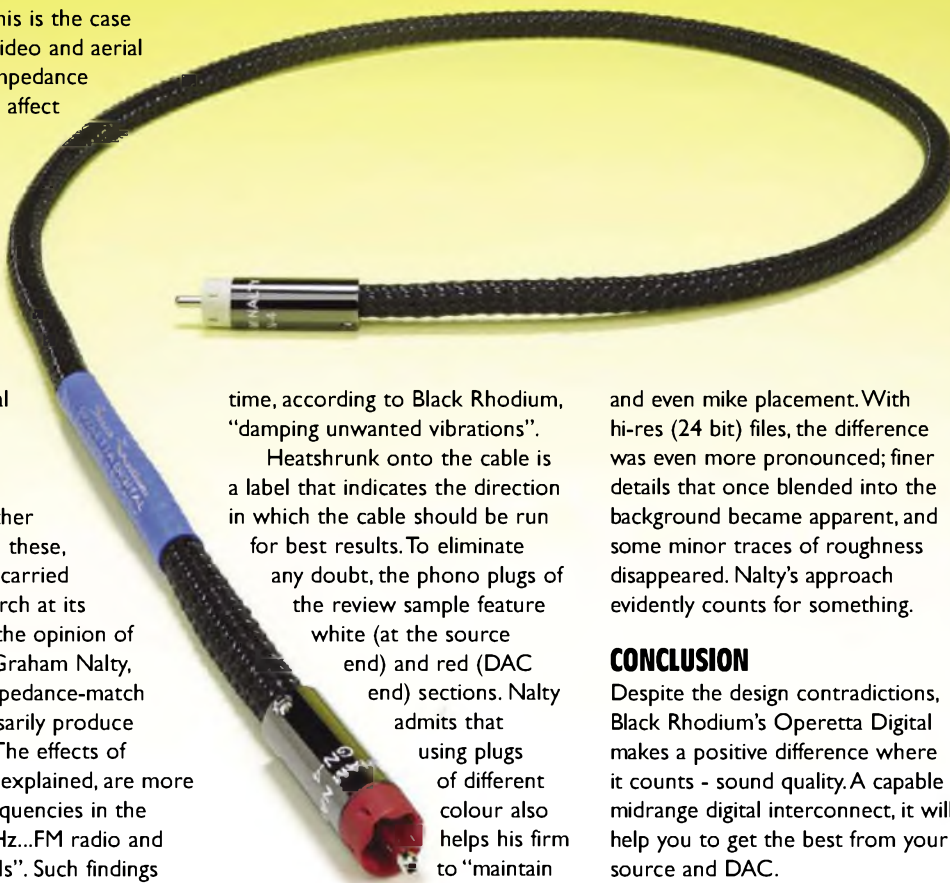 his is the case
ideo and aerial
mpedance
affect
al
ther
these,
carried
rch at its
the opinion of
Graham Nalty,
pedance-match
sarily produce
The effects of
explained, are more
quencies in the
Hz...FM radio and
ls”. Such findings
time, according to Black Rhodium,
“damping unwanted vibrations”.
Heatshrunk onto the cable is
a label that indicates the direction
in which the cable should be run
for best results. To eliminate
any doubt, the phono plugs of
the review sample feature
white (at the source
end) and red (DAC
end) sections. Nalty
admits that
using plugs
of different
colour also
helps his firm
to “maintain
and even mike placement. With
hi-res (24 bit) files, the difference
was even more pronounced; finer
details that once blended into the
background became apparent, and
some minor traces of roughness
disappeared. Nalty’s approach
evidently counts for something.
CONCLUSION
Despite the design contradictions,
Black Rhodium’s Operetta Digital
makes a positive difference where
it counts - sound quality. A capable
midrange digital interconnect, it will
help you to get the best from your
source and DAC.
GN-4